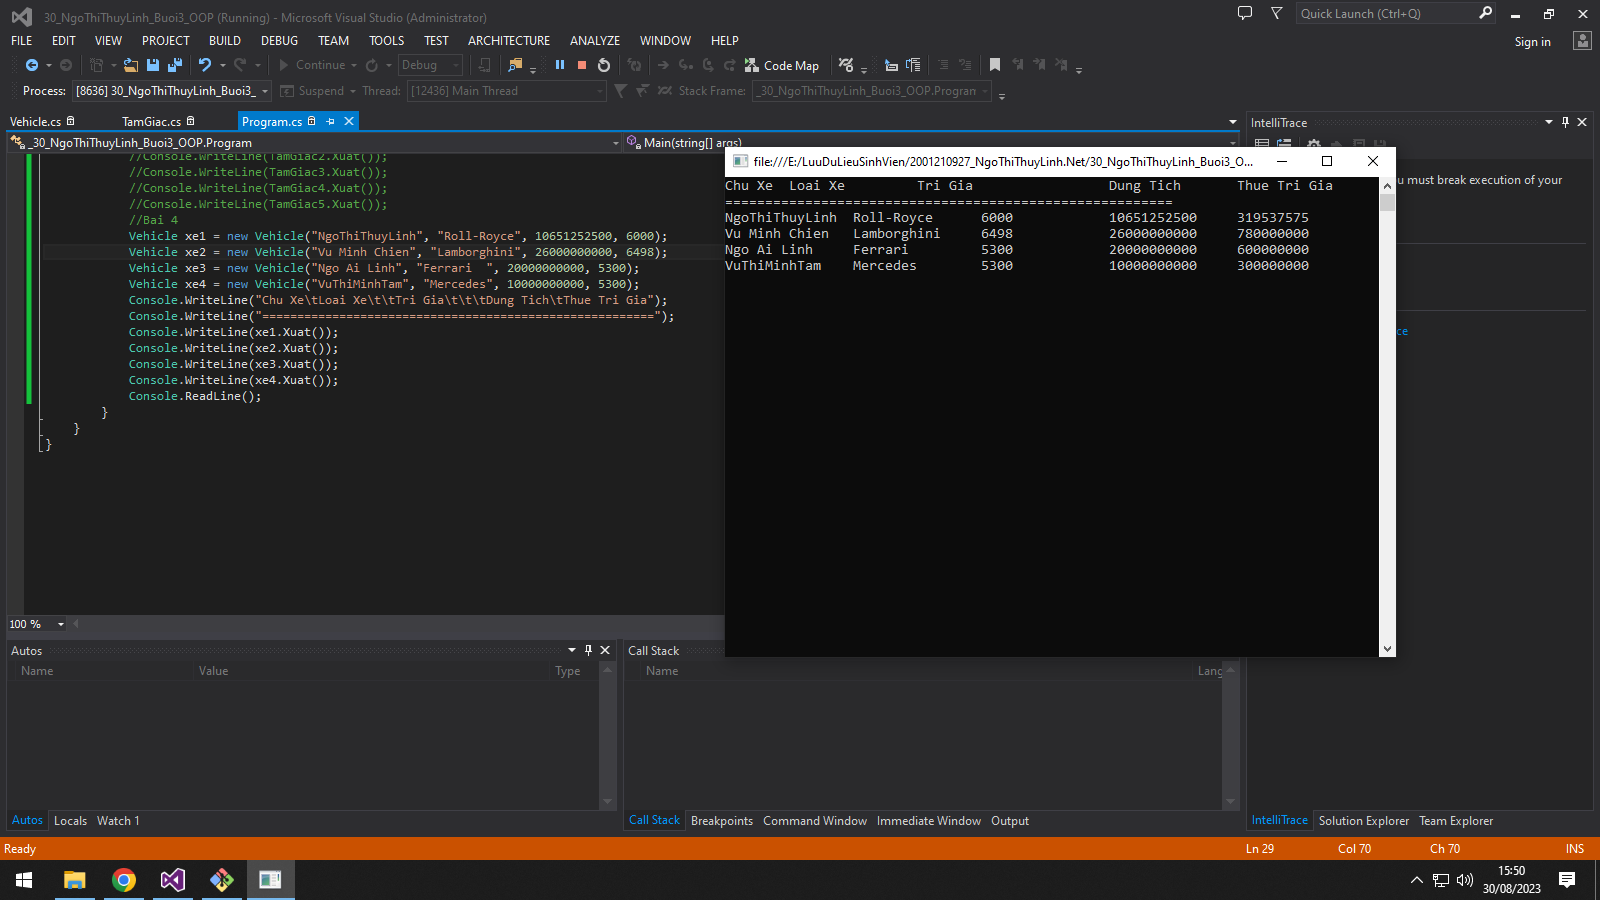 30_NgoThiThuyLinh_Buoi3_OOP (Running) - Microsoft Visual Studio (Administrator)
Quick Launch (Ctrl+Q)
FILE EDIT VIEW PROJECT BUILD DEBUG TEAM TOOLS TEST ARCHITECTURE ANALYZE WINDOW HELP
Sign in
Continue Debug Code Map
Process: [8636] 30_NgoThiThuyLinh_Buoi3_ Suspend Thread: [12436] Main Thread Stack Frame: _30_NgoThiThuyLinh_Buoi3_OOP.Program
Vehicle.cs TamGiac.cs Program.cs
_30_NgoThiThuyLinh_Buoi3_OOP.Program Main(string[] args)
//Console.WriteLine(TamGiac2.Xuat());
//Console.WriteLine(TamGiac3.Xuat());
//Console.WriteLine(TamGiac4.Xuat());
//Console.WriteLine(TamGiac5.Xuat());
//Bai 4
Vehicle xe1 = new Vehicle("NgoThiThuyLinh", "Roll-Royce", 10651252500, 6000);
Vehicle xe2 = new Vehicle("Vu Minh Chien", "Lamborghini", 26000000000, 6498);
Vehicle xe3 = new Vehicle("Ngo Ai Linh", "Ferrari  ", 20000000000, 5300);
Vehicle xe4 = new Vehicle("VuThiMinhTam", "Mercedes", 10000000000, 5300);
Console.WriteLine("Chu Xe\tLoai Xe\t\tTri Gia\t\t\tDung Tich\tThue Tri Gia");
Console.WriteLine("========================================================");
Console.WriteLine(xe1.Xuat());
Console.WriteLine(xe2.Xuat());
Console.WriteLine(xe3.Xuat());
Console.WriteLine(xe4.Xuat());
Console.ReadLine();
}
}
}
file:///E:/LuuDuLieuSinhVien/2001210927_NgoThiThuyLinh.Net/30_NgoThiThuyLinh_Buoi3_O...
Chu Xe Loai Xe Tri Gia Dung Tich Thue Tri Gia
========================================================
NgoThiThuyLinh Roll-Royce 6000 10651252500 319537575
Vu Minh Chien Lamborghini 6498 26000000000 780000000
Ngo Ai Linh Ferrari 5300 20000000000 600000000
VuThiMinhTam Mercedes 5300 10000000000 300000000
IntelliTrace
u must break execution of your
ce
100 %
Autos
Name Value Type
Call Stack
Name Lang
Autos Locals Watch 1
Call Stack Breakpoints Command Window Immediate Window Output
IntelliTrace Solution Explorer Team Explorer
Ready Ln 29 Col 70 Ch 70 INS
15:50
30/08/2023